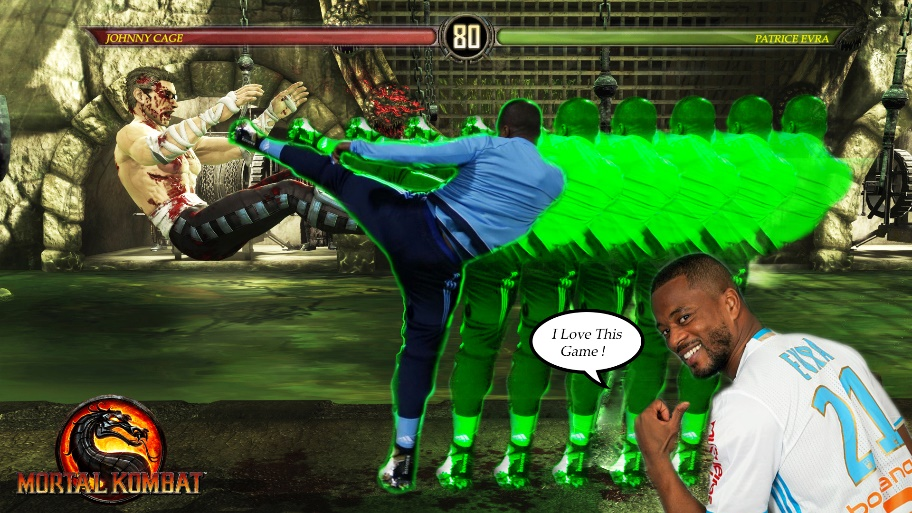 JOHNNY CAGE
80
PATRICE EVRA
I Love This
Game !
EVRA
21
MORTAL KOMBAT